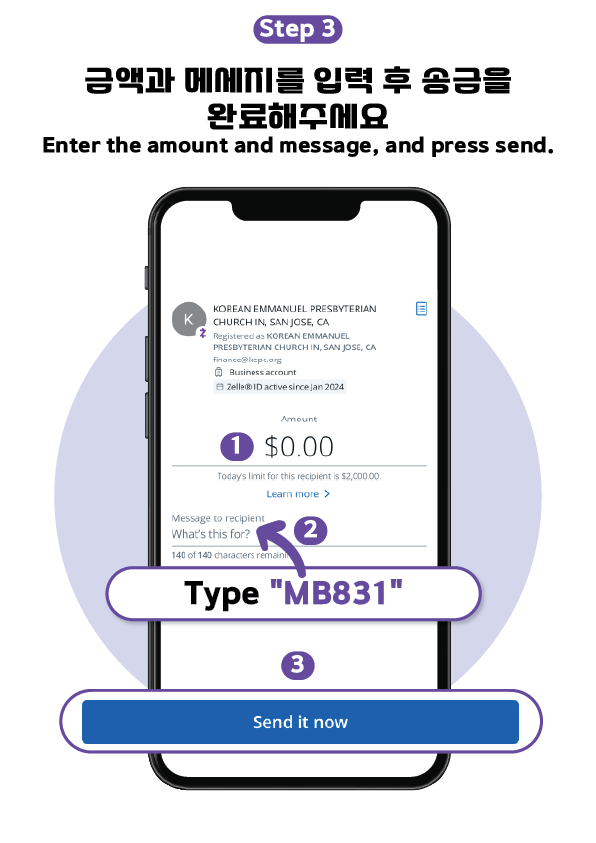 Step 3
금액과 메세지를 입력 후 송금을
완료해주세요
Enter the amount and message, and press send.
K
KOREAN EMMANUEL PRESBYTERIAN
CHURCH IN, SAN JOSE, CA
Registered as KOREAN EMMANUEL
PRESBYTERIAN CHURCH IN, SAN JOSE, CA
finance@kepc.org
Business account
Zelle® ID active since Jan 2024
Amount
1 $0.00
Today's limit for this recipient is $2,000.00.
Learn more
Message to recipient
2
What's this for?
140 of 140 characters remaining
Type "MB831"
3
Send it now